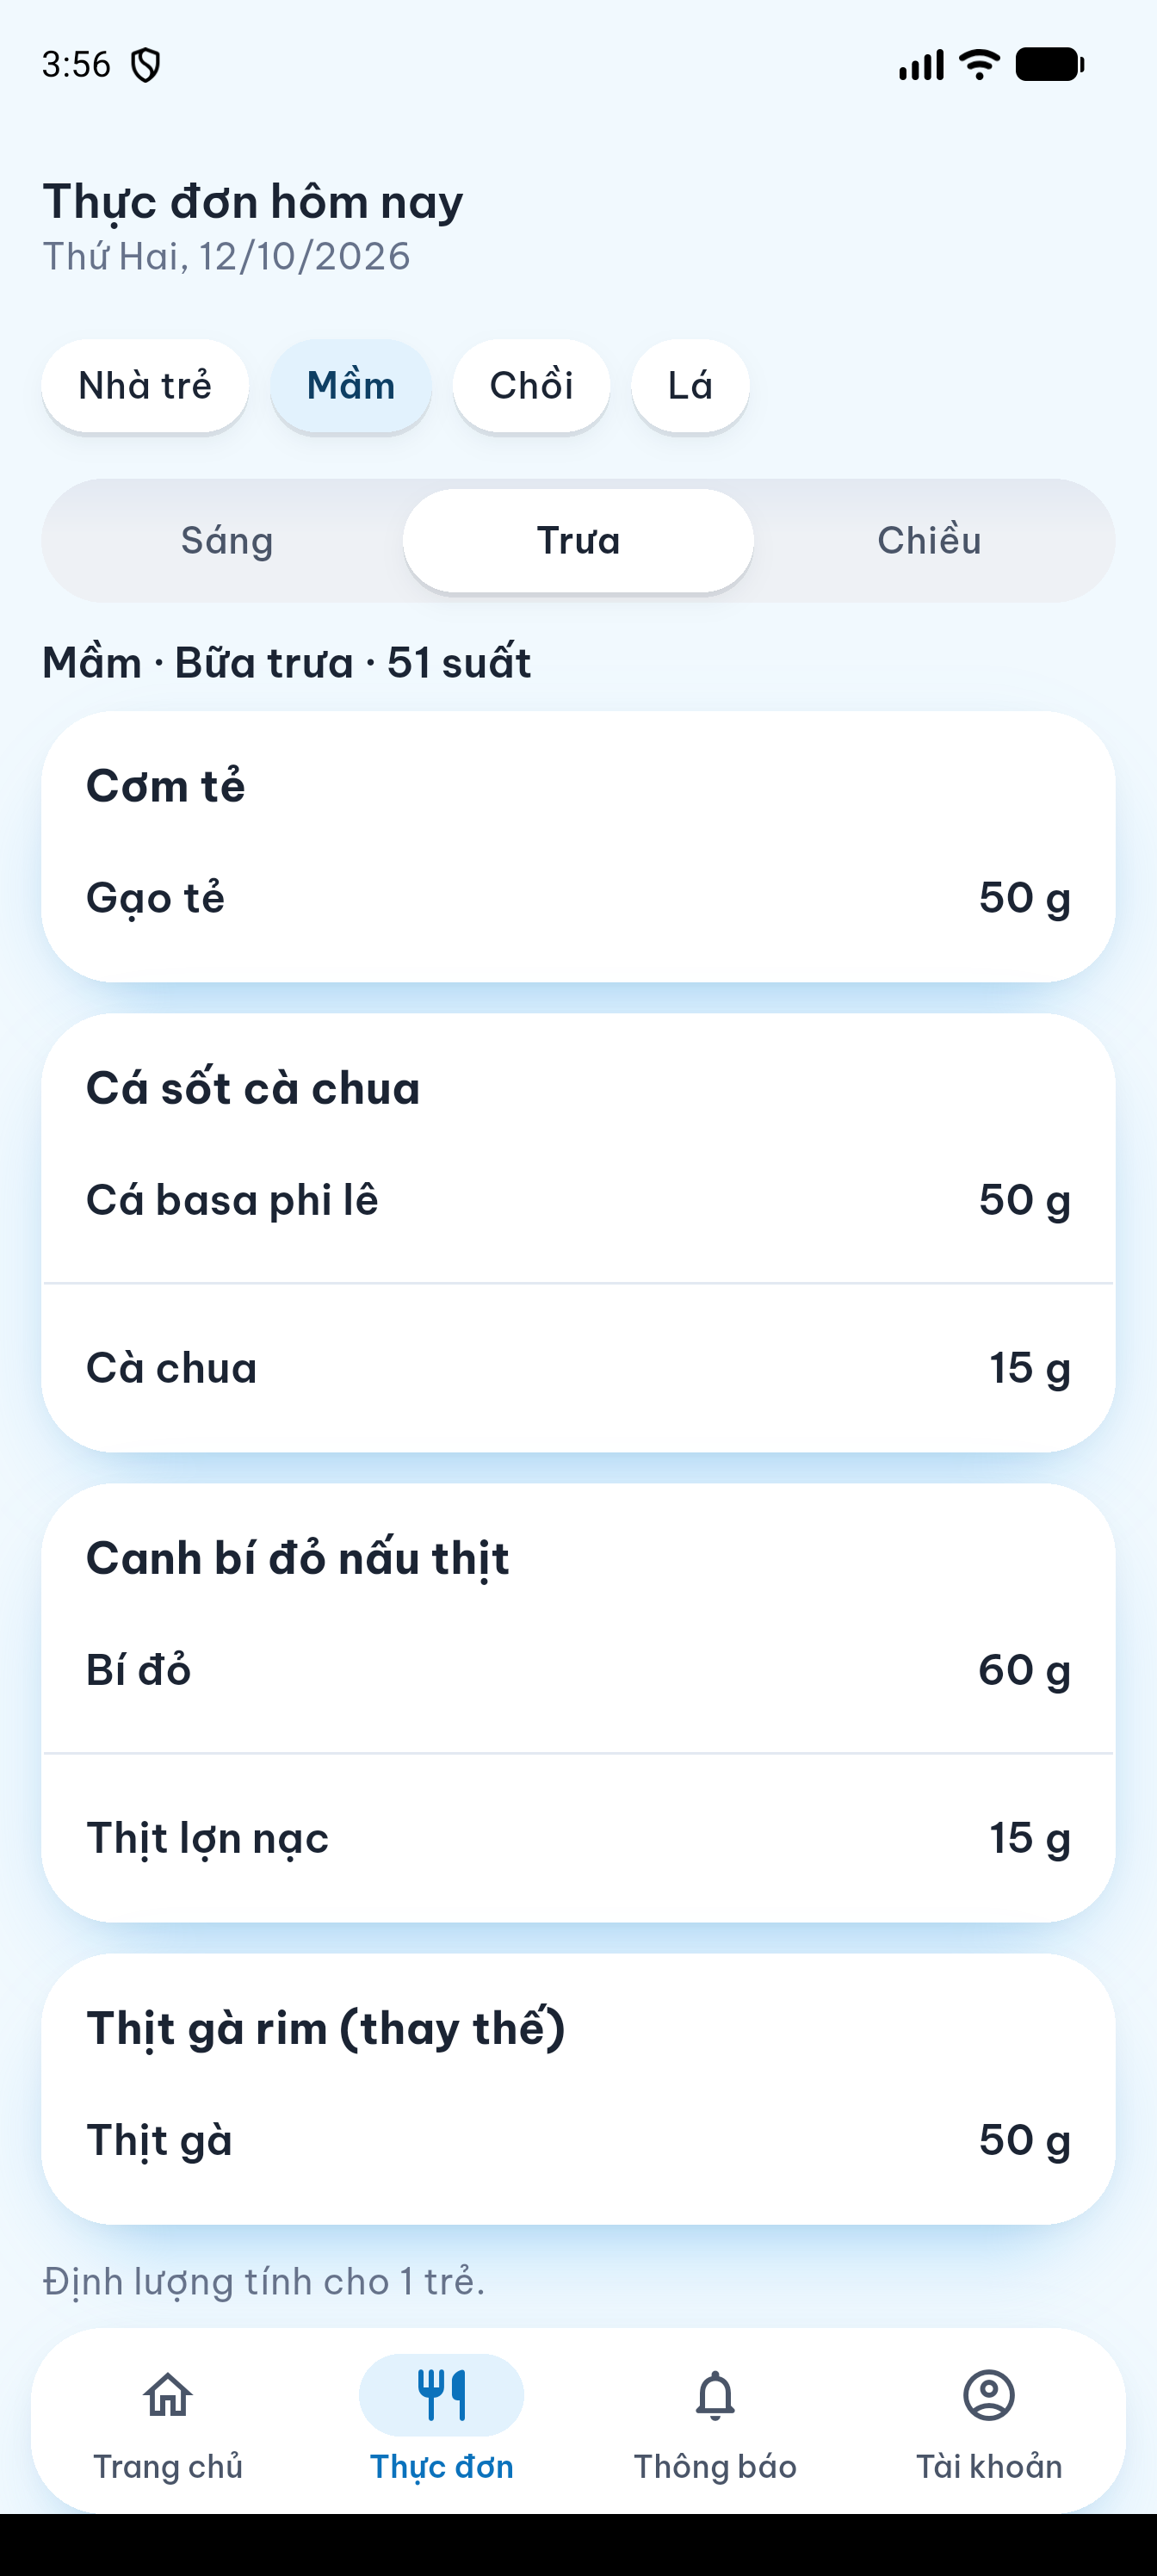 3:56
Thực đơn hôm nay
Thứ Hai, 12/10/2026
Nhà trẻ Mầm Chồi Lá
Sáng Trưa Chiều
Mầm · Bữa trưa · 51 suất
Cơm tẻ
Gạo tẻ 50 g
Cá sốt cà chua
Cá basa phi lê 50 g
Cà chua 15 g
Canh bí đỏ nấu thịt
Bí đỏ 60 g
Thịt lợn nạc 15 g
Thịt gà rim (thay thế)
Thịt gà 50 g
Định lượng tính cho 1 trẻ.
Trang chủ Thực đơn Thông báo Tài khoản